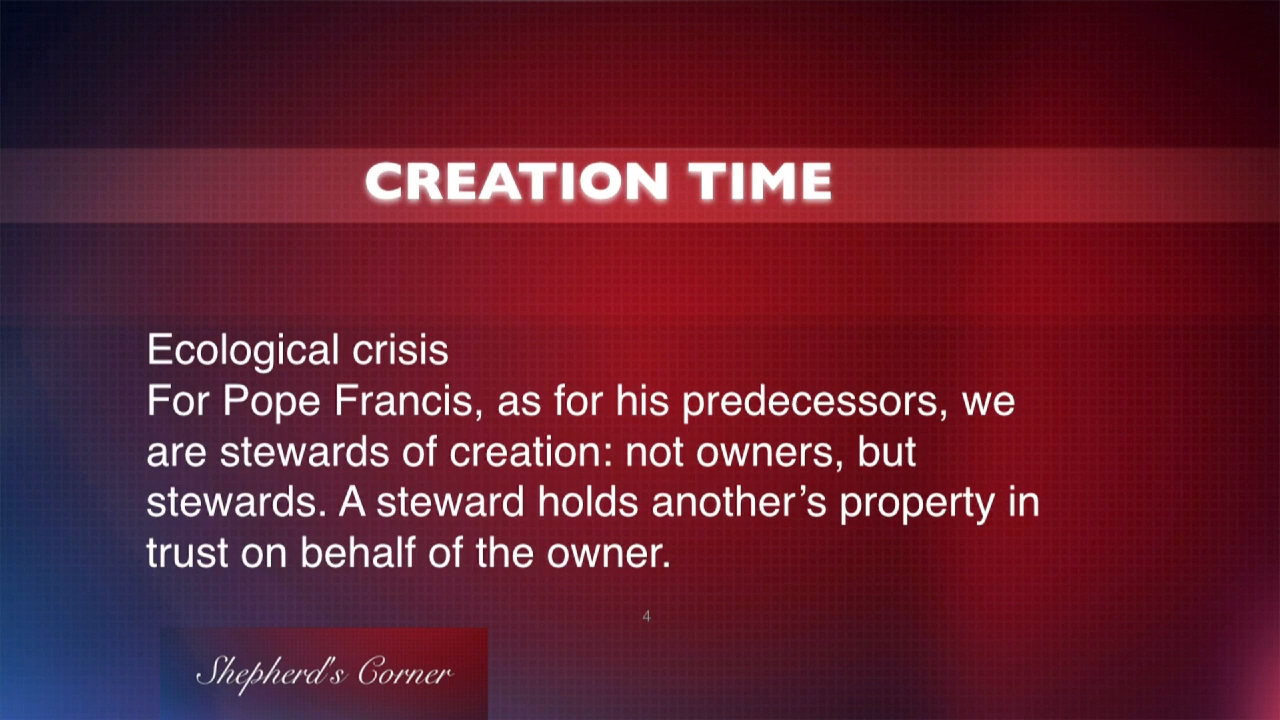 CREATION TIME
Ecological crisis
For Pope Francis, as for his predecessors, we
are stewards of creation: not owners, but
stewards. A steward holds another’s property in
trust on behalf of the owner.
4
Shepherd's Corner